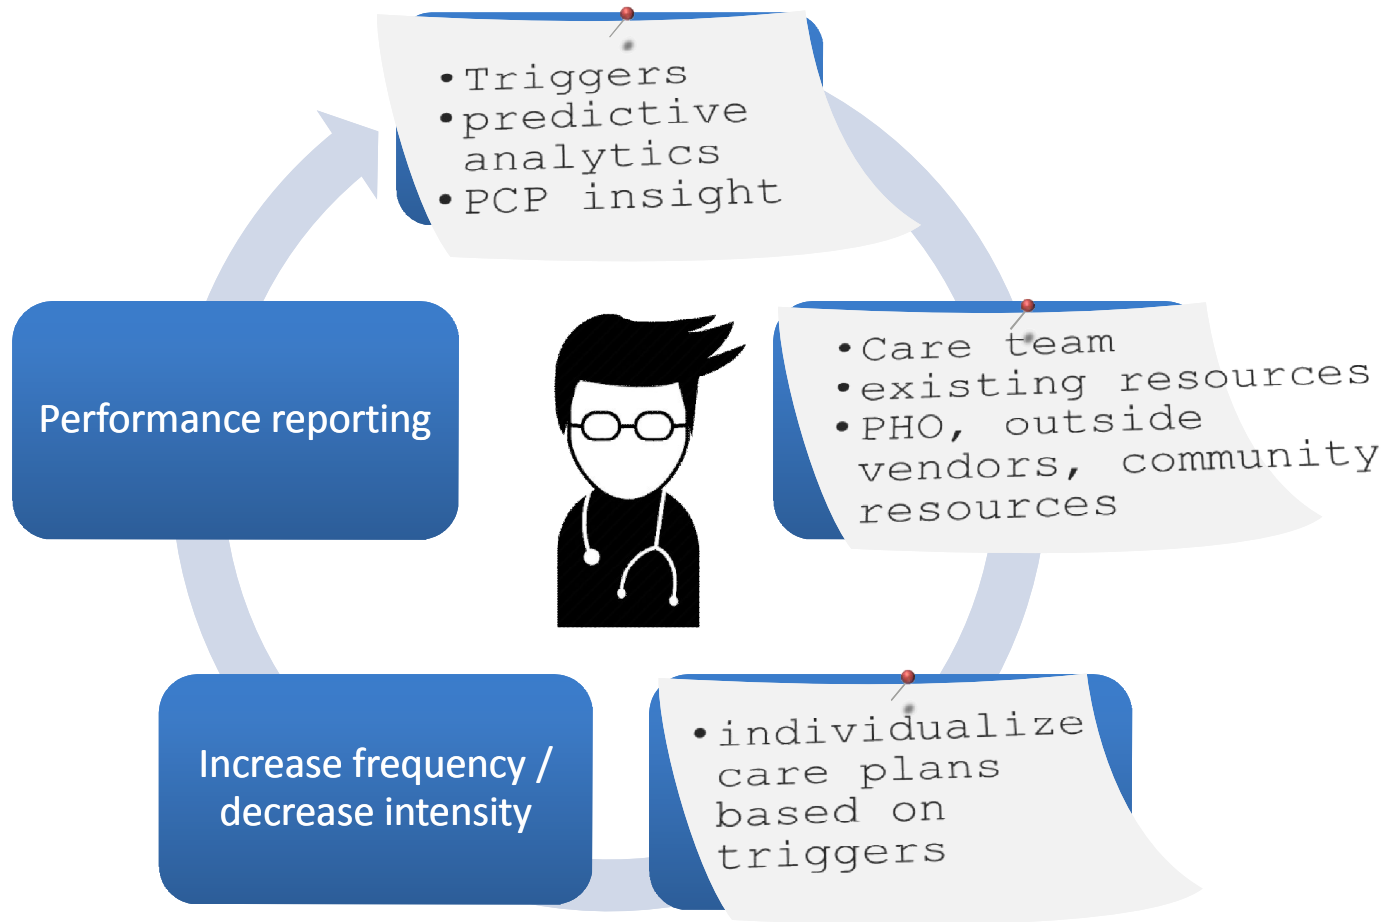 • Triggers
• predictive
analytics
• PCP insight
• Care team
• existing resources
• PHO, outside
vendors, community
resources
• individualize
care plans
based on
triggers
Increase frequency /
decrease intensity
Performance reporting